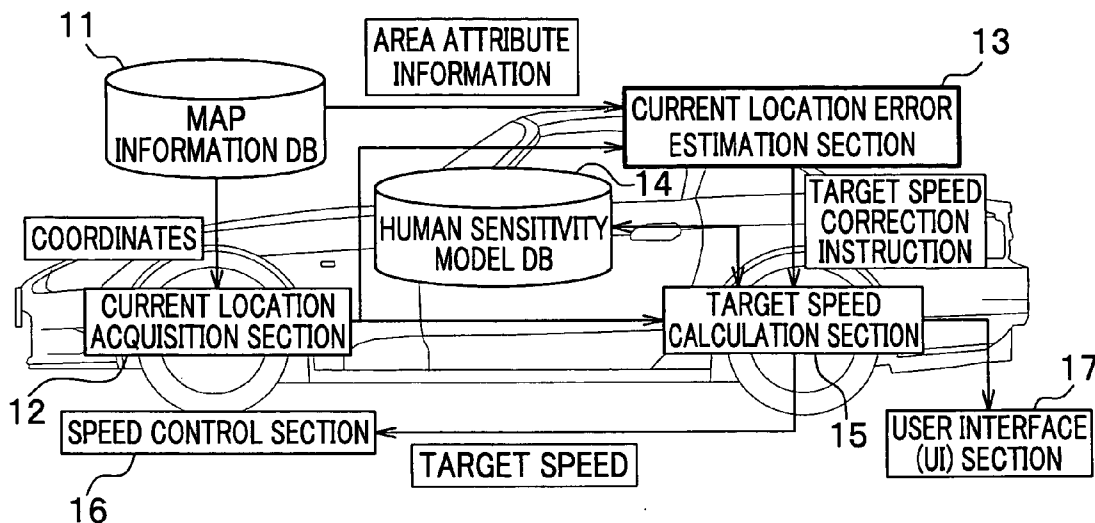 11
AREA ATTRIBUTE
INFORMATION
13
MAP
INFORMATION DB
CURRENT LOCATION ERROR
ESTIMATION SECTION
14
COORDINATES
HUMAN SENSITIVITY
MODEL DB
TARGET SPEED
CORRECTION
INSTRUCTION
CURRENT LOCATION
ACQUISITION SECTION
TARGET SPEED
CALCULATION SECTION
12
SPEED CONTROL SECTION
TARGET SPEED
15
17
USER INTERFACE
(UI) SECTION
16